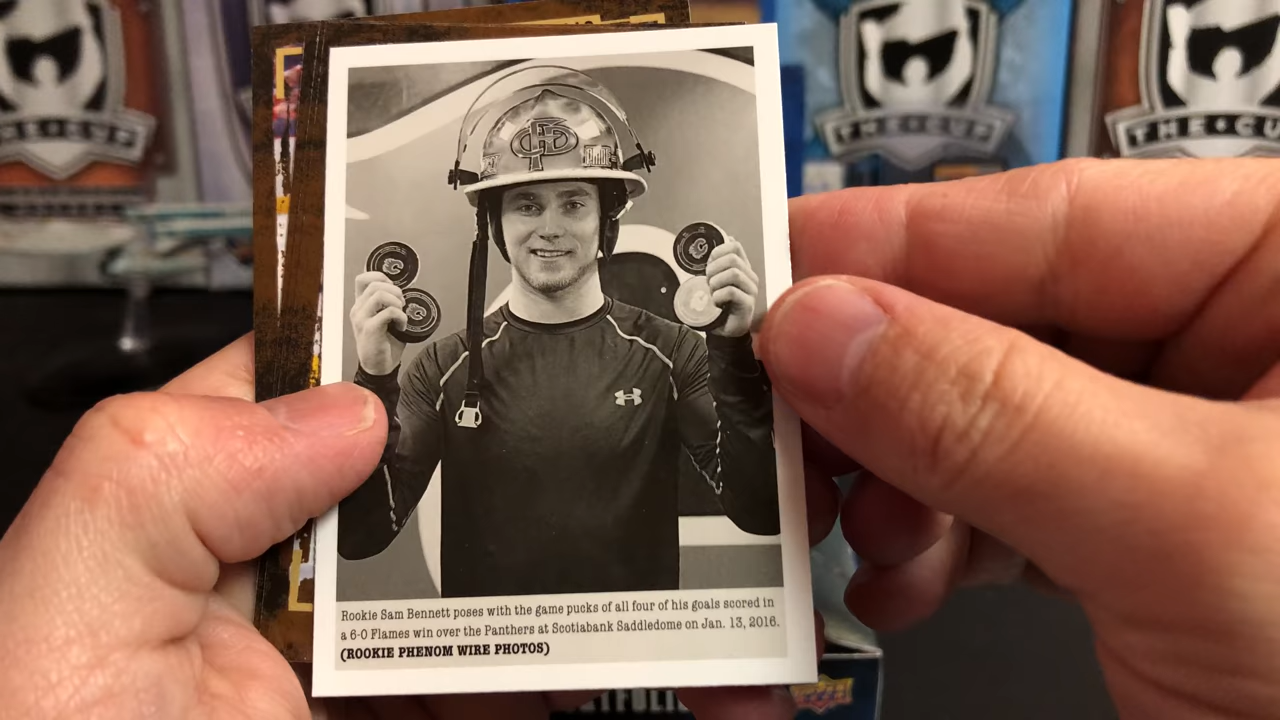 THE CUP
THE CUP
THE CU
Rookie Sam Bennett poses with the game pucks of all four of his goals scored in
a 6-0 Flames win over the Panthers at Scotiabank Saddledome on Jan. 13, 2016.
(ROOKIE PHENOM WIRE PHOTOS)